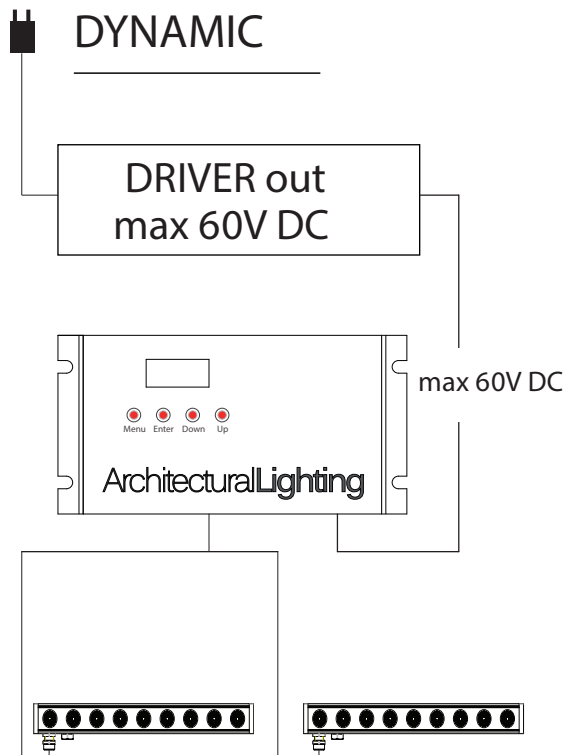 DYNAMIC
DRIVER out
max 60V DC
max 60V DC
Menu Enter Down Up
ArchitecturalLighting